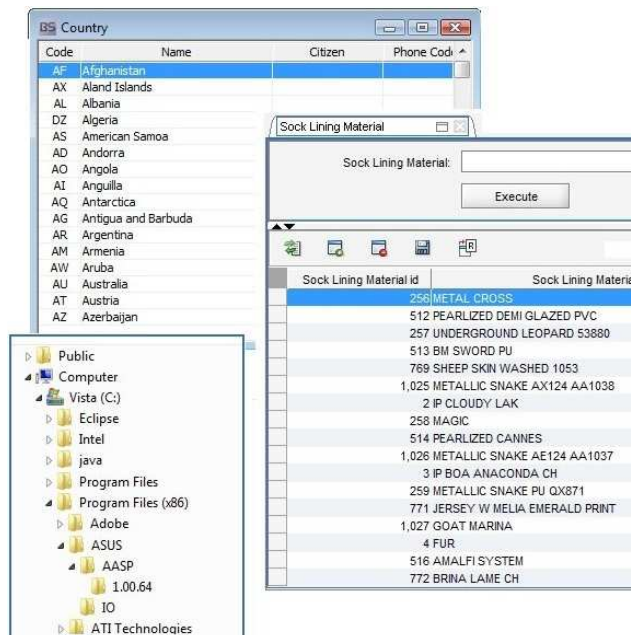 BS Country
Code Name Citizen Phone Code
AF Afghanistan
AX Aland Islands
AL Albania
DZ Algeria
AS American Samoa
AD Andorra
AO Angola
AI Anguilla
AQ Antarctica
AG Antigua and Barbuda
AR Argentina
AM Armenia
AW Aruba
AU Australia
AT Austria
AZ Azerbaijan
Sock Lining Material
Sock Lining Material:
Execute
Sock Lining Material id Sock Lining Materia
256 METAL CROSS
512 PEARLIZED DEMI GLAZED PVC
257 UNDERGROUND LEOPARD 53880
513 BM SWORD PU
769 SHEEP SKIN WASHED 1053
1,025 METALLIC SNAKE AX124 AA1038
2 IP CLOUDY LAK
258 MAGIC
514 PEARLIZED CANNES
1,026 METALLIC SNAKE AE124 AA1037
3 IP BOA ANACONDA CH
259 METALLIC SNAKE PU QX871
771 JERSEY W MELIA EMERALD PRINT
1,027 GOAT MARINA
4 FUR
516 AMALFI SYSTEM
772 BRINA LAME CH
Public
Computer
Vista (C:)
Eclipse
Intel
java
Program Files
Program Files (x86)
Adobe
ASUS
AASP
1.00.64
IO
ATI Technologies